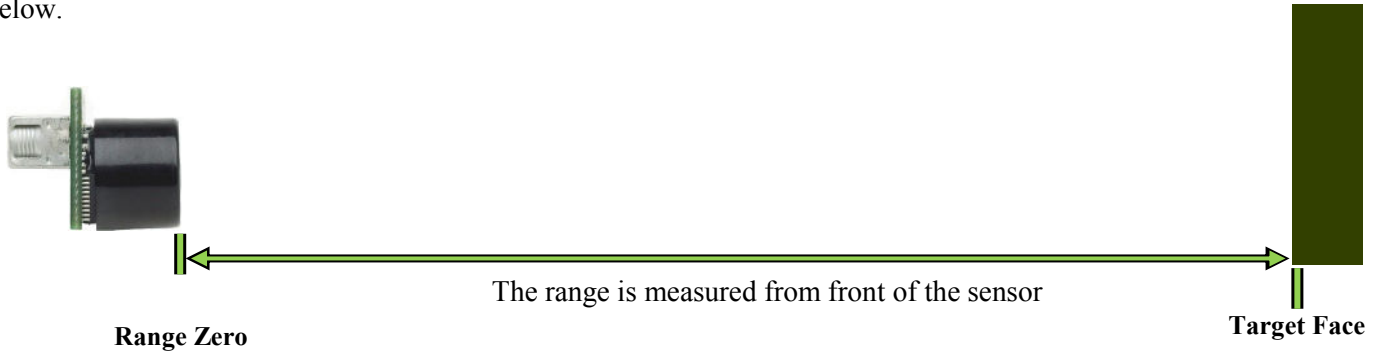 elow.
The range is measured from front of the sensor
Range Zero
Target Face